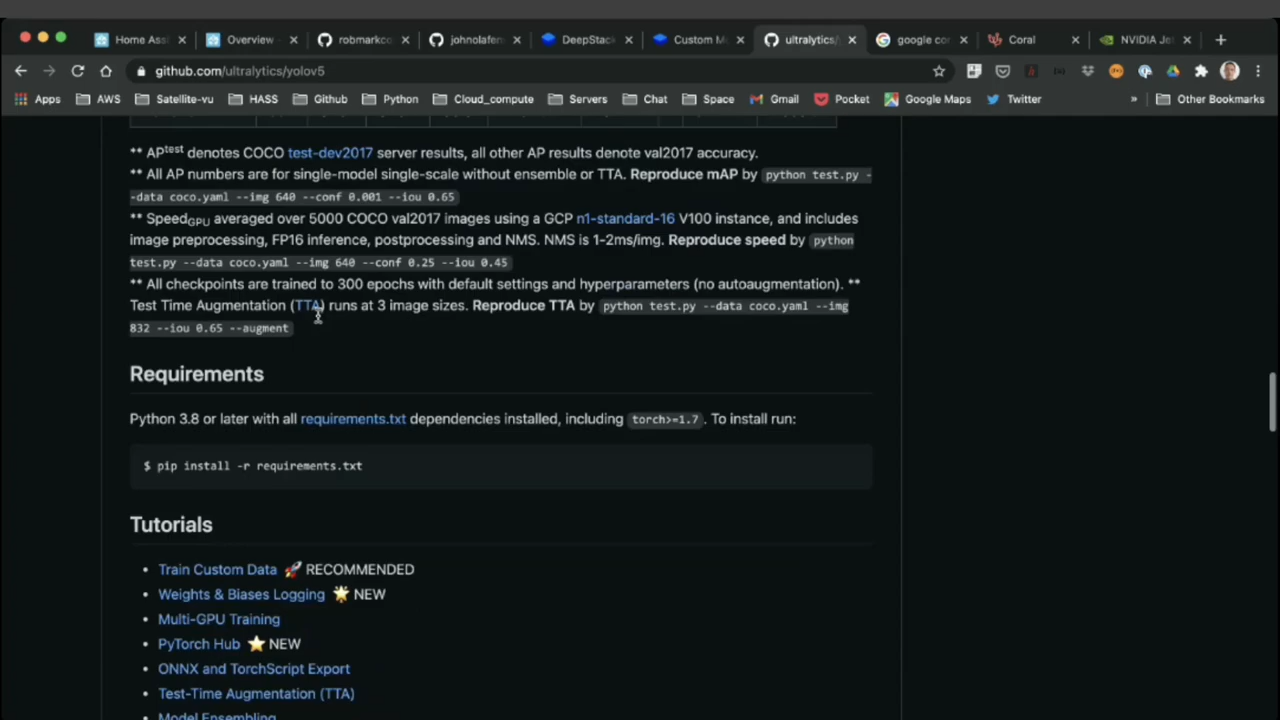 Home Ass
Overview
robmarkco
johnolafen
DeepStac
Custom M
ultralytics/
google co
Coral
NVIDIA Je
github.com/ultralytics/yolov5
Apps AWS Satellite-vu HASS Github Python Cloud_compute Servers Chat Space Gmail Pocket Google Maps Twitter » Other Bookmarks
** APtest denotes COCO test-dev2017 server results, all other AP results denote val2017 accuracy.
** All AP numbers are for single-model single-scale without ensemble or TTA. Reproduce mAP by python test.py -
-data coco.yaml --img 640 --conf 0.001 --iou 0.65
** SpeedGPU averaged over 5000 COCO val2017 images using a GCP n1-standard-16 V100 instance, and includes
image preprocessing, FP16 inference, postprocessing and NMS. NMS is 1-2ms/img. Reproduce speed by python
test.py --data coco.yaml --img 640 --conf 0.25 --iou 0.45
** All checkpoints are trained to 300 epochs with default settings and hyperparameters (no autoaugmentation). **
Test Time Augmentation (TTA) runs at 3 image sizes. Reproduce TTA by python test.py --data coco.yaml --img
832 --iou 0.65 --augment
Requirements
Python 3.8 or later with all requirements.txt dependencies installed, including torch>=1.7. To install run:
$ pip install -r requirements.txt
Tutorials
• Train Custom Data 🚀 RECOMMENDED
• Weights & Biases Logging 🌟 NEW
• Multi-GPU Training
• PyTorch Hub ⭐ NEW
• ONNX and TorchScript Export
• Test-Time Augmentation (TTA)
• Model Ensembling